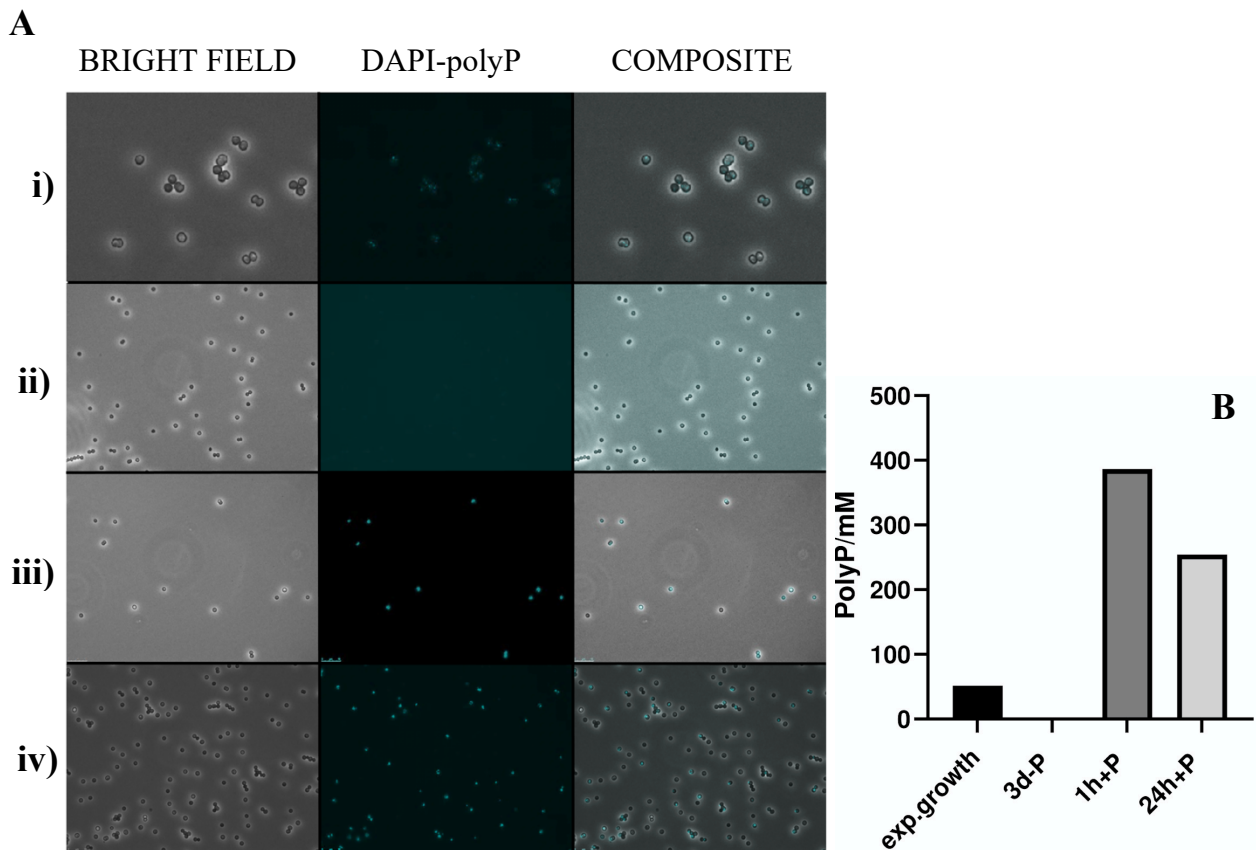 A
BRIGHT FIELD DAPI-polyP COMPOSITE
i)
ii)
iii)
iv)
B
PolyP/mM
500
400
300
200
100
0
exp.growth
3d-P
1h+P
24h+P